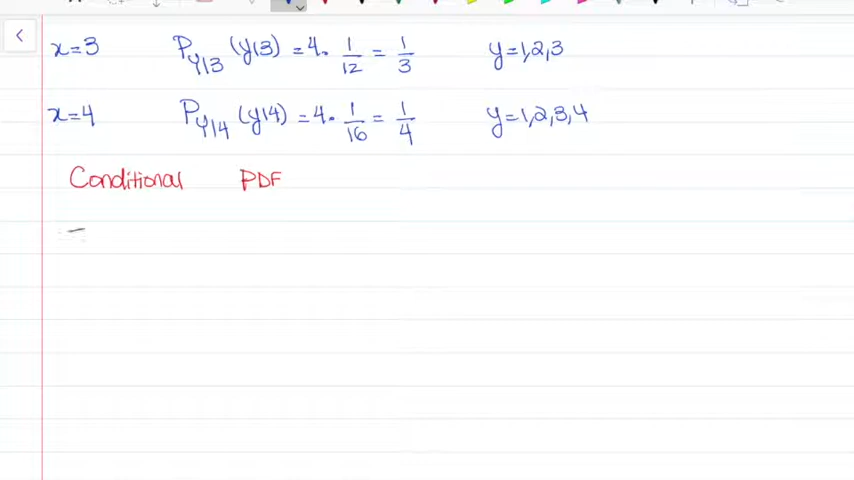 x=3 P_{Y|3} (y|3) = 4 · 1/12 = 1/3 y=1,2,3
x=4 P_{Y|4} (y|4) = 4 · 1/16 = 1/4 y=1,2,3,4
Conditional PDF